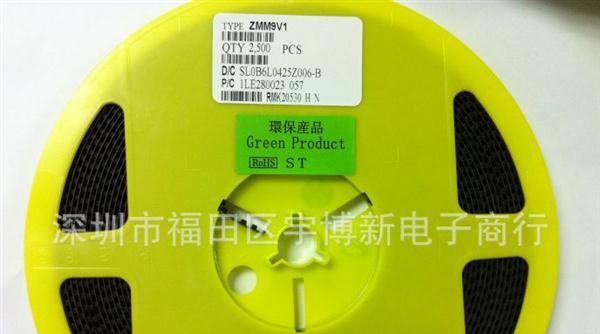 TYPE ZMM9V1
QTY 2,500 PCS
D/C SL0B6L0425Z006-B
P/C 1LE280023 057
RMK20530 H N
環保産品
Green Product
RoHS ST
深圳市福田区宇博新电子商行